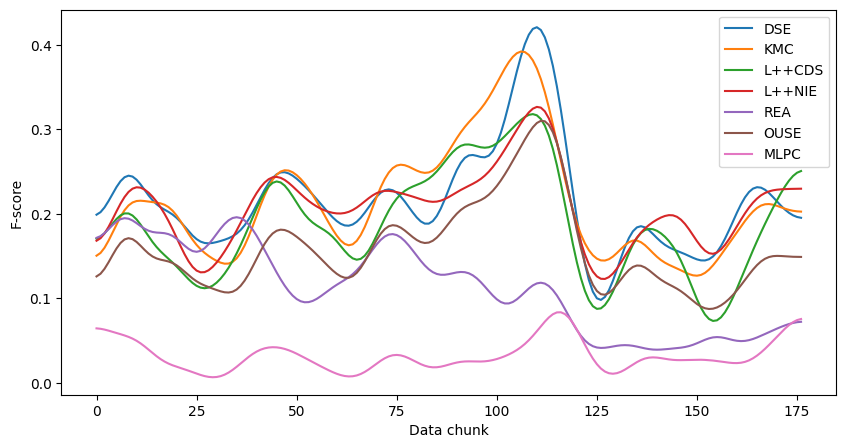 DSE
KMC
L++CDS
L++NIE
REA
OUSE
MLPC
F-score
0.4
0.3
0.2
0.1
0.0
0 25 50 75 100 125 150 175
Data chunk